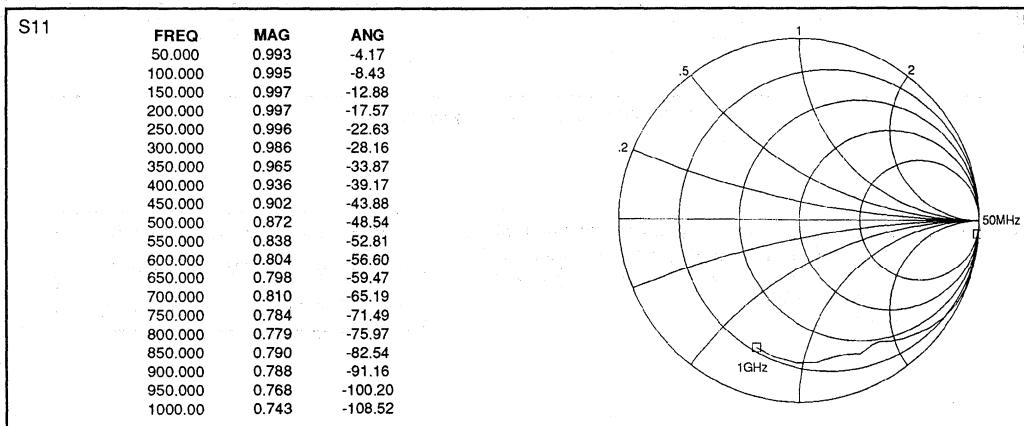 S11
FREQ MAG ANG
50.000 0.993 -4.17
100.000 0.995 -8.43
150.000 0.997 -12.88
200.000 0.997 -17.57
250.000 0.996 -22.63
300.000 0.986 -28.16
350.000 0.965 -33.87
400.000 0.936 -39.17
450.000 0.902 -43.88
500.000 0.872 -48.54
550.000 0.838 -52.81
600.000 0.804 -56.60
650.000 0.798 -59.47
700.000 0.810 -65.19
750.000 0.784 -71.49
800.000 0.779 -75.97
850.000 0.790 -82.54
900.000 0.788 -91.16
950.000 0.768 -100.20
1000.00 0.743 -108.52
1
.5
2
.2
50MHz
1GHz